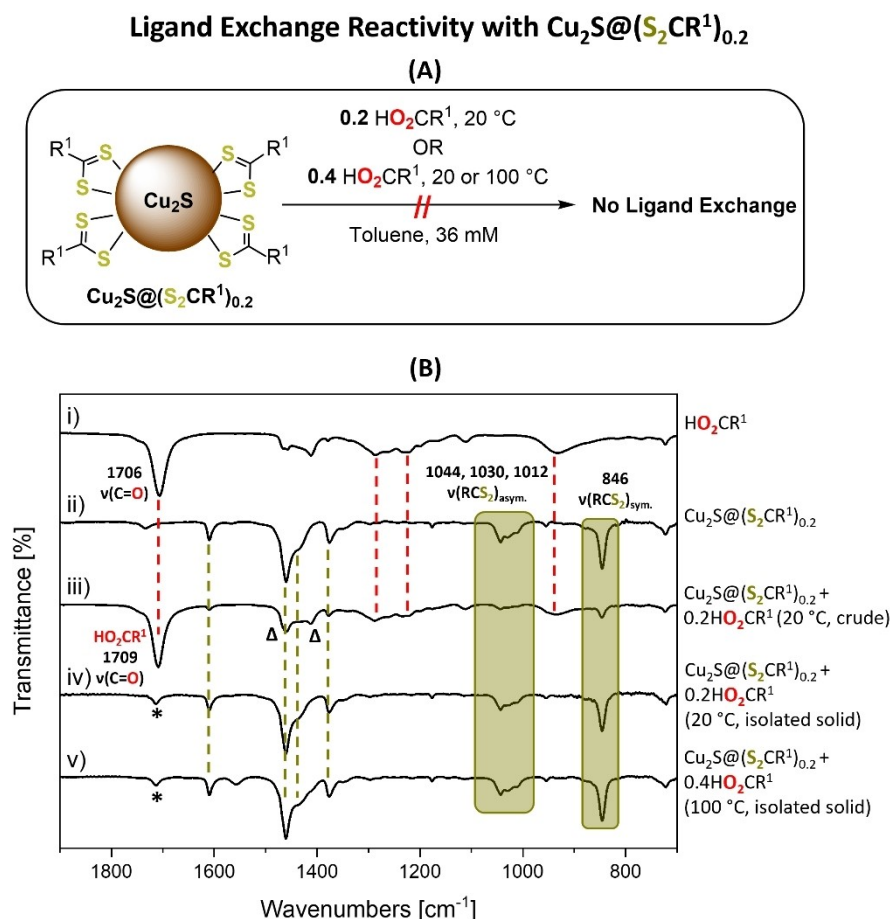 Ligand Exchange Reactivity with Cu₂S@(S₂CR¹)₀.₂
(A)
0.2 HO₂CR¹, 20 °C
OR
0.4 HO₂CR¹, 20 or 100 °C
Toluene, 36 mM
No Ligand Exchange
R¹ S S
R¹ S S
R¹ S S
R¹ S S
Cu₂S
Cu₂S@(S₂CR¹)₀.₂
(B)
i)
HO₂CR¹
1706
ν(C=O)
1044, 1030, 1012
ν(RCS₂)asym.
846
ν(RCS₂)sym.
ii)
Cu₂S@(S₂CR¹)₀.₂
iii)
Cu₂S@(S₂CR¹)₀.₂ +
0.2HO₂CR¹ (20 °C, crude)
Δ Δ
HO₂CR¹
1709
ν(C=O)
iv)
*
Cu₂S@(S₂CR¹)₀.₂ +
0.2HO₂CR¹
(20 °C, isolated solid)
v)
*
Cu₂S@(S₂CR¹)₀.₂ +
0.4HO₂CR¹
(100 °C, isolated solid)
Transmittance [%]
1800 1600 1400 1200 1000 800
Wavenumbers [cm⁻¹]